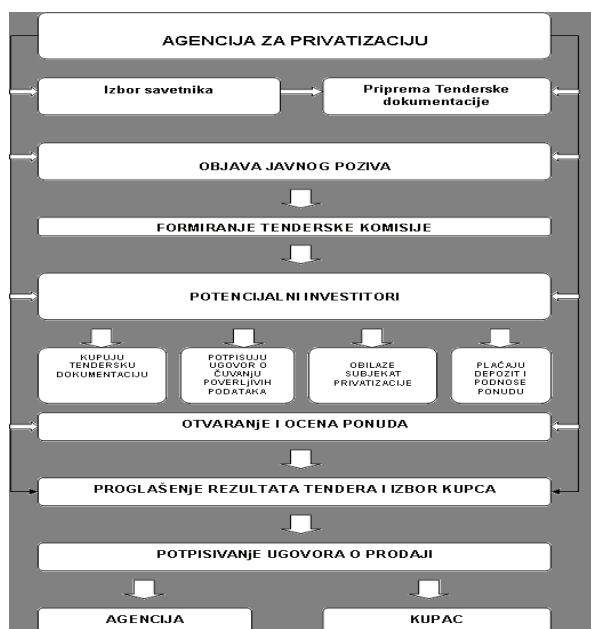 AGENCIJA ZA PRIVATIZACIJU
Izbor savetnika
Priprema Tenderske
dokumentacije
OBJAVA JAVNOG POZIVA
FORMIRANJE TENDERSKE KOMISIJE
POTENCIJALNI INVESTITORI
KUPUJU
TENDERSKU
DOKUMENTACIJU
POTPISUJU
UGOVOR O
ČUVANJU
POVERLjIVIH
PODATAKA
OBILAZE
SUBJEKAT
PRIVATIZACIJE
PLAĆAJU
DEPOZIT I
PODNOSE
PONUDU
OTVARANjE I OCENA PONUDA
PROGLAŠENjE REZULTATA TENDERA I IZBOR KUPCA
POTPISIVANjE UGOVORA O PRODAJI
AGENCIJA
KUPAC